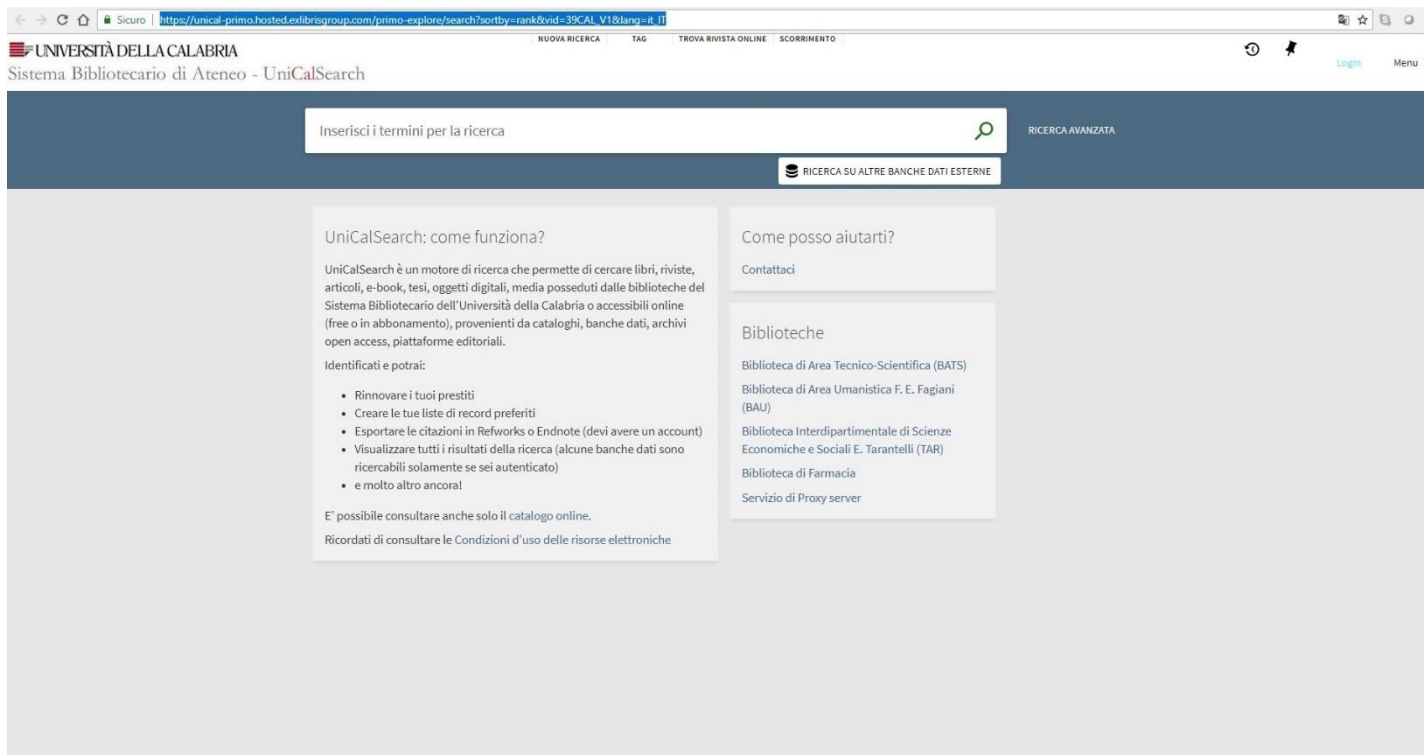 Sicuro | https://unical-primo.hosted.exlibrisgroup.com/primo-explore/search?sortby=rank&vid=39CAL_V1&lang=it_IT
UNIVERSITÀ DELLA CALABRIA
Sistema Bibliotecario di Ateneo - UniCalSearch
NUOVA RICERCA TAG TROVA RIVISTA ONLINE SCORRIMENTO
Login Menu
Inserisci i termini per la ricerca
RICERCA AVANZATA
RICERCA SU ALTRE BANCHE DATI ESTERNE
UniCalSearch: come funziona?
UniCalSearch è un motore di ricerca che permette di cercare libri, riviste,
articoli, e-book, tesi, oggetti digitali, media posseduti dalle biblioteche del
Sistema Bibliotecario dell'Università della Calabria o accessibili online
(free o in abbonamento), provenienti da cataloghi, banche dati, archivi
open access, piattaforme editoriali.
Identificati e potrai:
• Rinnovare i tuoi prestiti
• Creare le tue liste di record preferiti
• Esportare le citazioni in Refworks o Endnote (devi avere un account)
• Visualizzare tutti i risultati della ricerca (alcune banche dati sono
ricercabili solamente se sei autenticato)
• e molto altro ancora!
E' possibile consultare anche solo il catalogo online.
Ricordati di consultare le Condizioni d'uso delle risorse elettroniche
Come posso aiutarti?
Contattaci
Biblioteche
Biblioteca di Area Tecnico-Scientifica (BATS)
Biblioteca di Area Umanistica F. E. Fagiani
(BAU)
Biblioteca Interdipartimentale di Scienze
Economiche e Sociali E. Tarantelli (TAR)
Biblioteca di Farmacia
Servizio di Proxy server